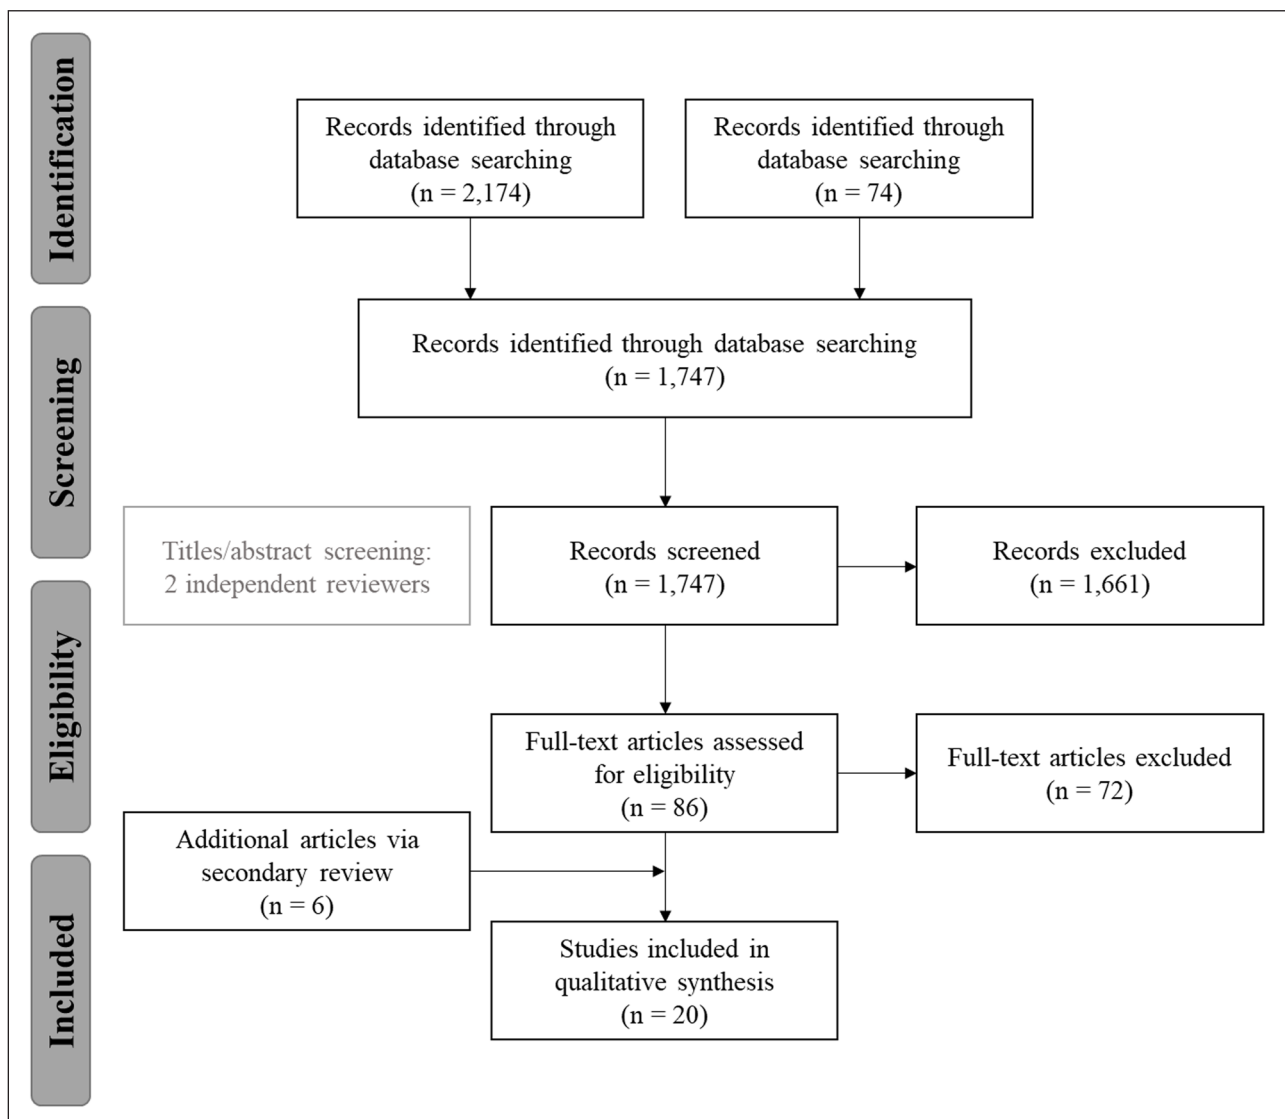 Identification
Records identified through
database searching
(n = 2,174)
Records identified through
database searching
(n = 74)
Screening
Records identified through database searching
(n = 1,747)
Titles/abstract screening:
2 independent reviewers
Records screened
(n = 1,747)
Records excluded
(n = 1,661)
Eligibility
Full-text articles assessed
for eligibility
(n = 86)
Full-text articles excluded
(n = 72)
Additional articles via
secondary review
(n = 6)
Included
Studies included in
qualitative synthesis
(n = 20)